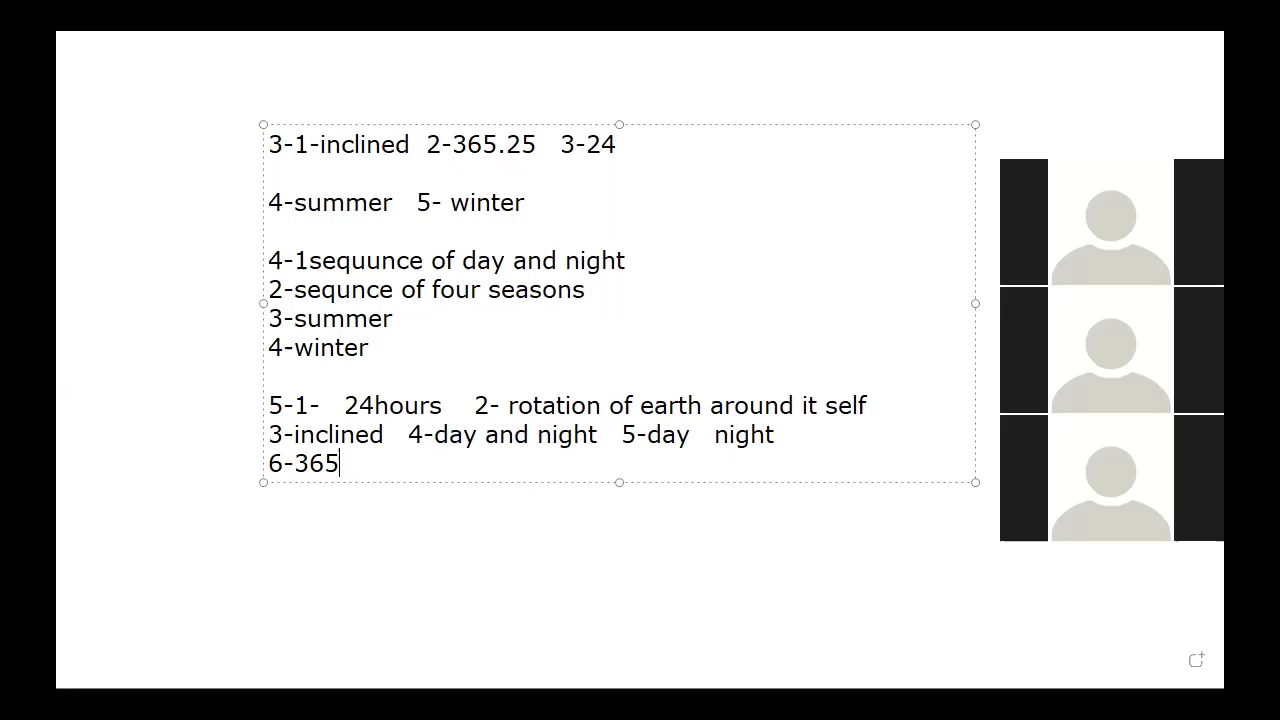 3-1-inclined  2-365.25   3-24
4-summer   5- winter
4-1sequunce of day and night
2-sequnce of four seasons
3-summer
4-winter
5-1-   24hours    2- rotation of earth around it self
3-inclined   4-day and night   5-day   night
6-365